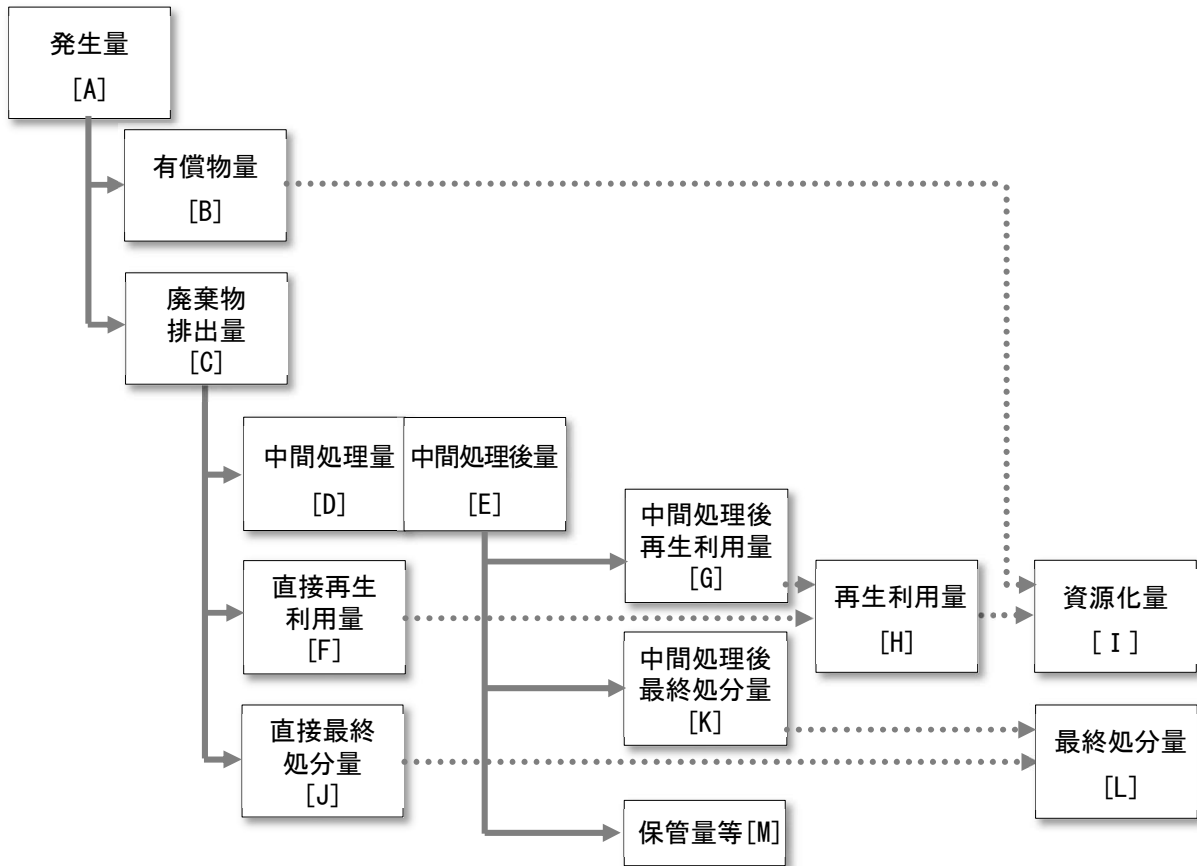 発生量
[A]
有償物量
[B]
廃棄物
排出量
[C]
中間処理量
[D]
中間処理後量
[E]
中間処理後
再生利用量
[G]
直接再生
利用量
[F]
再生利用量
[H]
資源化量
[I]
中間処理後
最終処分量
[K]
直接最終
処分量
[J]
最終処分量
[L]
保管量等[M]